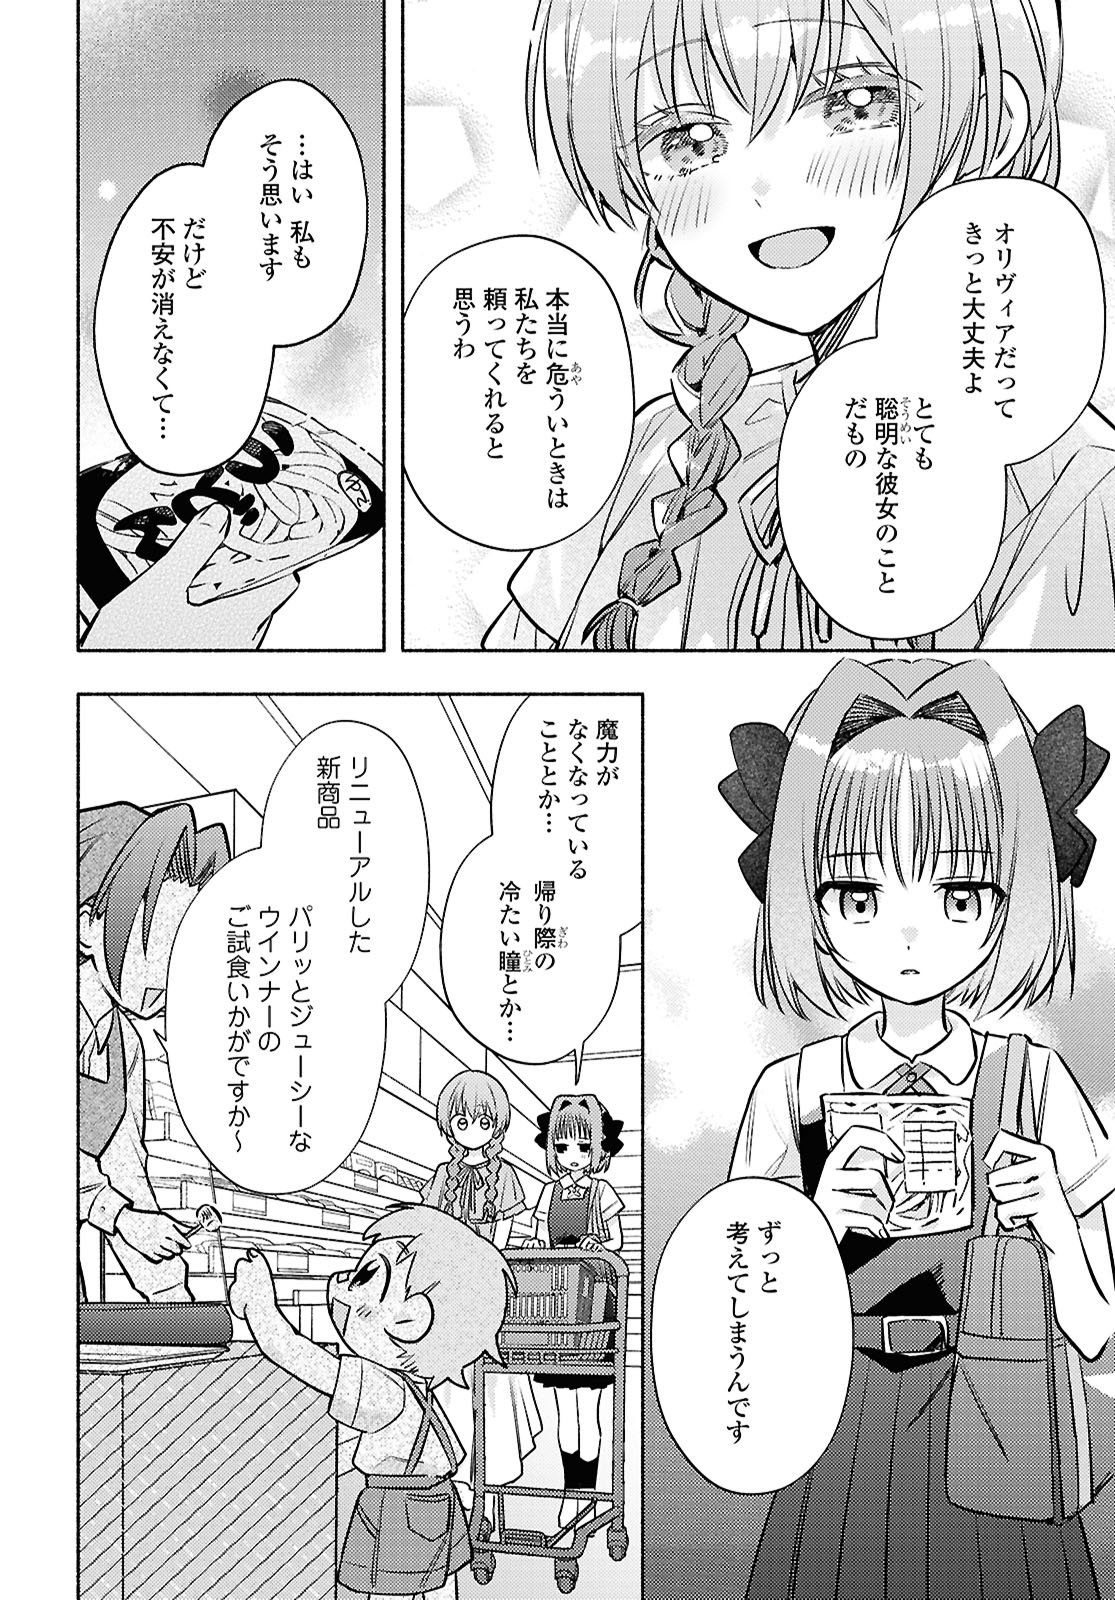 オリヴィアだって
きっと大丈夫よ
とても
聡明な彼女のこと
だもの
本当に危ういときは
私たちを
頼ってくれると
思うわ
…はい 私も
そう思います
だけど
不安が消えなくて…
ずっと
考えてしまうんです
魔力が
なくなっている
こととか…
帰り際の
冷たい瞳とか…
リニューアルした
新商品
パリッとジューシーな
ウインナーの
ご試食いかがですか～